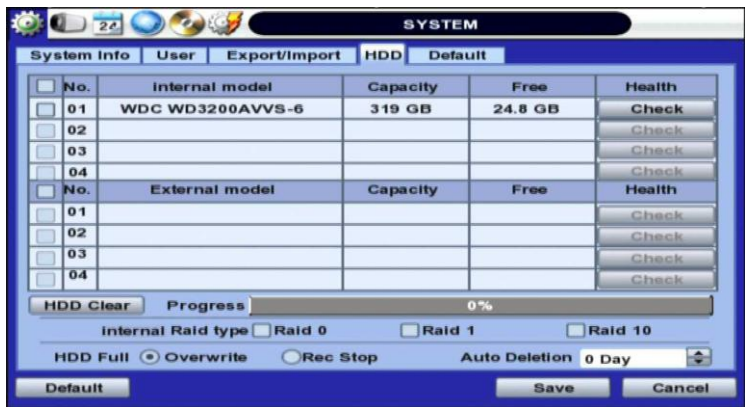 24
SYSTEM
System Info User Export/Import HDD Default
No. Internal model Capacity Free Health
01 WDC WD3200AVVS-6 319 GB 24.8 GB Check
02 Check
03 Check
04 Check
No. External model Capacity Free Health
01 Check
02 Check
03 Check
04 Check
HDD Clear Progress 0%
Internal Raid type Raid 0 Raid 1 Raid 10
HDD Full Overwrite Rec Stop Auto Deletion 0 Day
Default Save Cancel